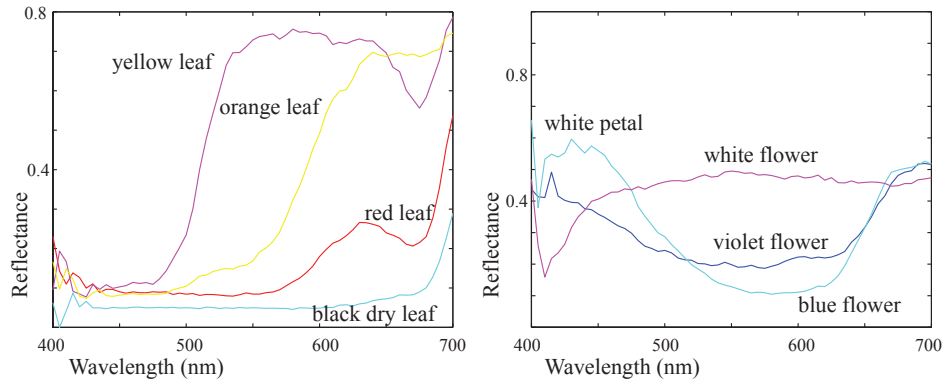 0.8
yellow leaf
orange leaf
0.4
red leaf
black dry leaf
Reflectance
400
500
600
700
Wavelength (nm)
0.8
white petal
white flower
0.4
violet flower
blue flower
Reflectance
400
500
600
700
Wavelength (nm)